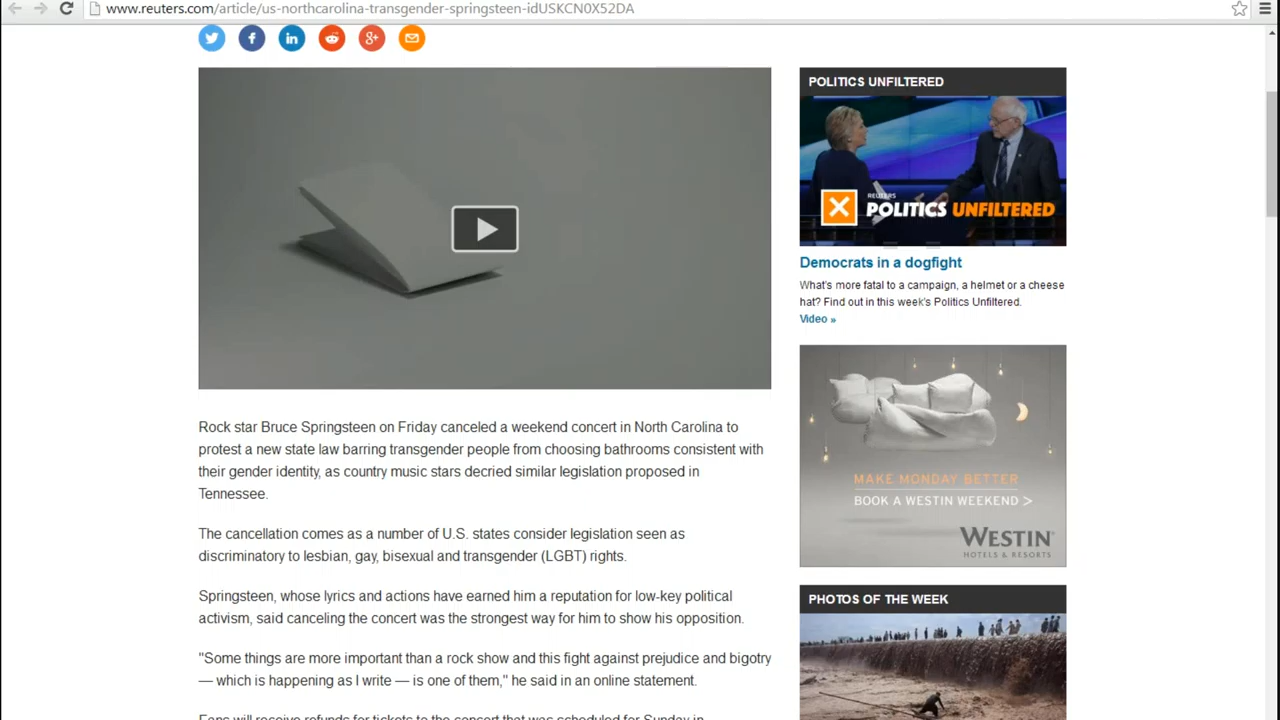 www.reuters.com/article/us-northcarolina-transgender-springsteen-idUSKCN0X52DA
POLITICS UNFILTERED
REUTERS
POLITICS UNFILTERED
Democrats in a dogfight
What's more fatal to a campaign, a helmet or a cheese
hat? Find out in this week's Politics Unfiltered.
Video »
Rock star Bruce Springsteen on Friday canceled a weekend concert in North Carolina to
protest a new state law barring transgender people from choosing bathrooms consistent with
their gender identity, as country music stars decried similar legislation proposed in
Tennessee.
The cancellation comes as a number of U.S. states consider legislation seen as
discriminatory to lesbian, gay, bisexual and transgender (LGBT) rights.
Springsteen, whose lyrics and actions have earned him a reputation for low-key political
activism, said canceling the concert was the strongest way for him to show his opposition.
"Some things are more important than a rock show and this fight against prejudice and bigotry
— which is happening as I write — is one of them," he said in an online statement.
Fans will receive refunds for tickets to the concert that was scheduled for Sunday in
MAKE MONDAY BETTER
BOOK A WESTIN WEEKEND >
WESTIN
HOTELS & RESORTS
PHOTOS OF THE WEEK